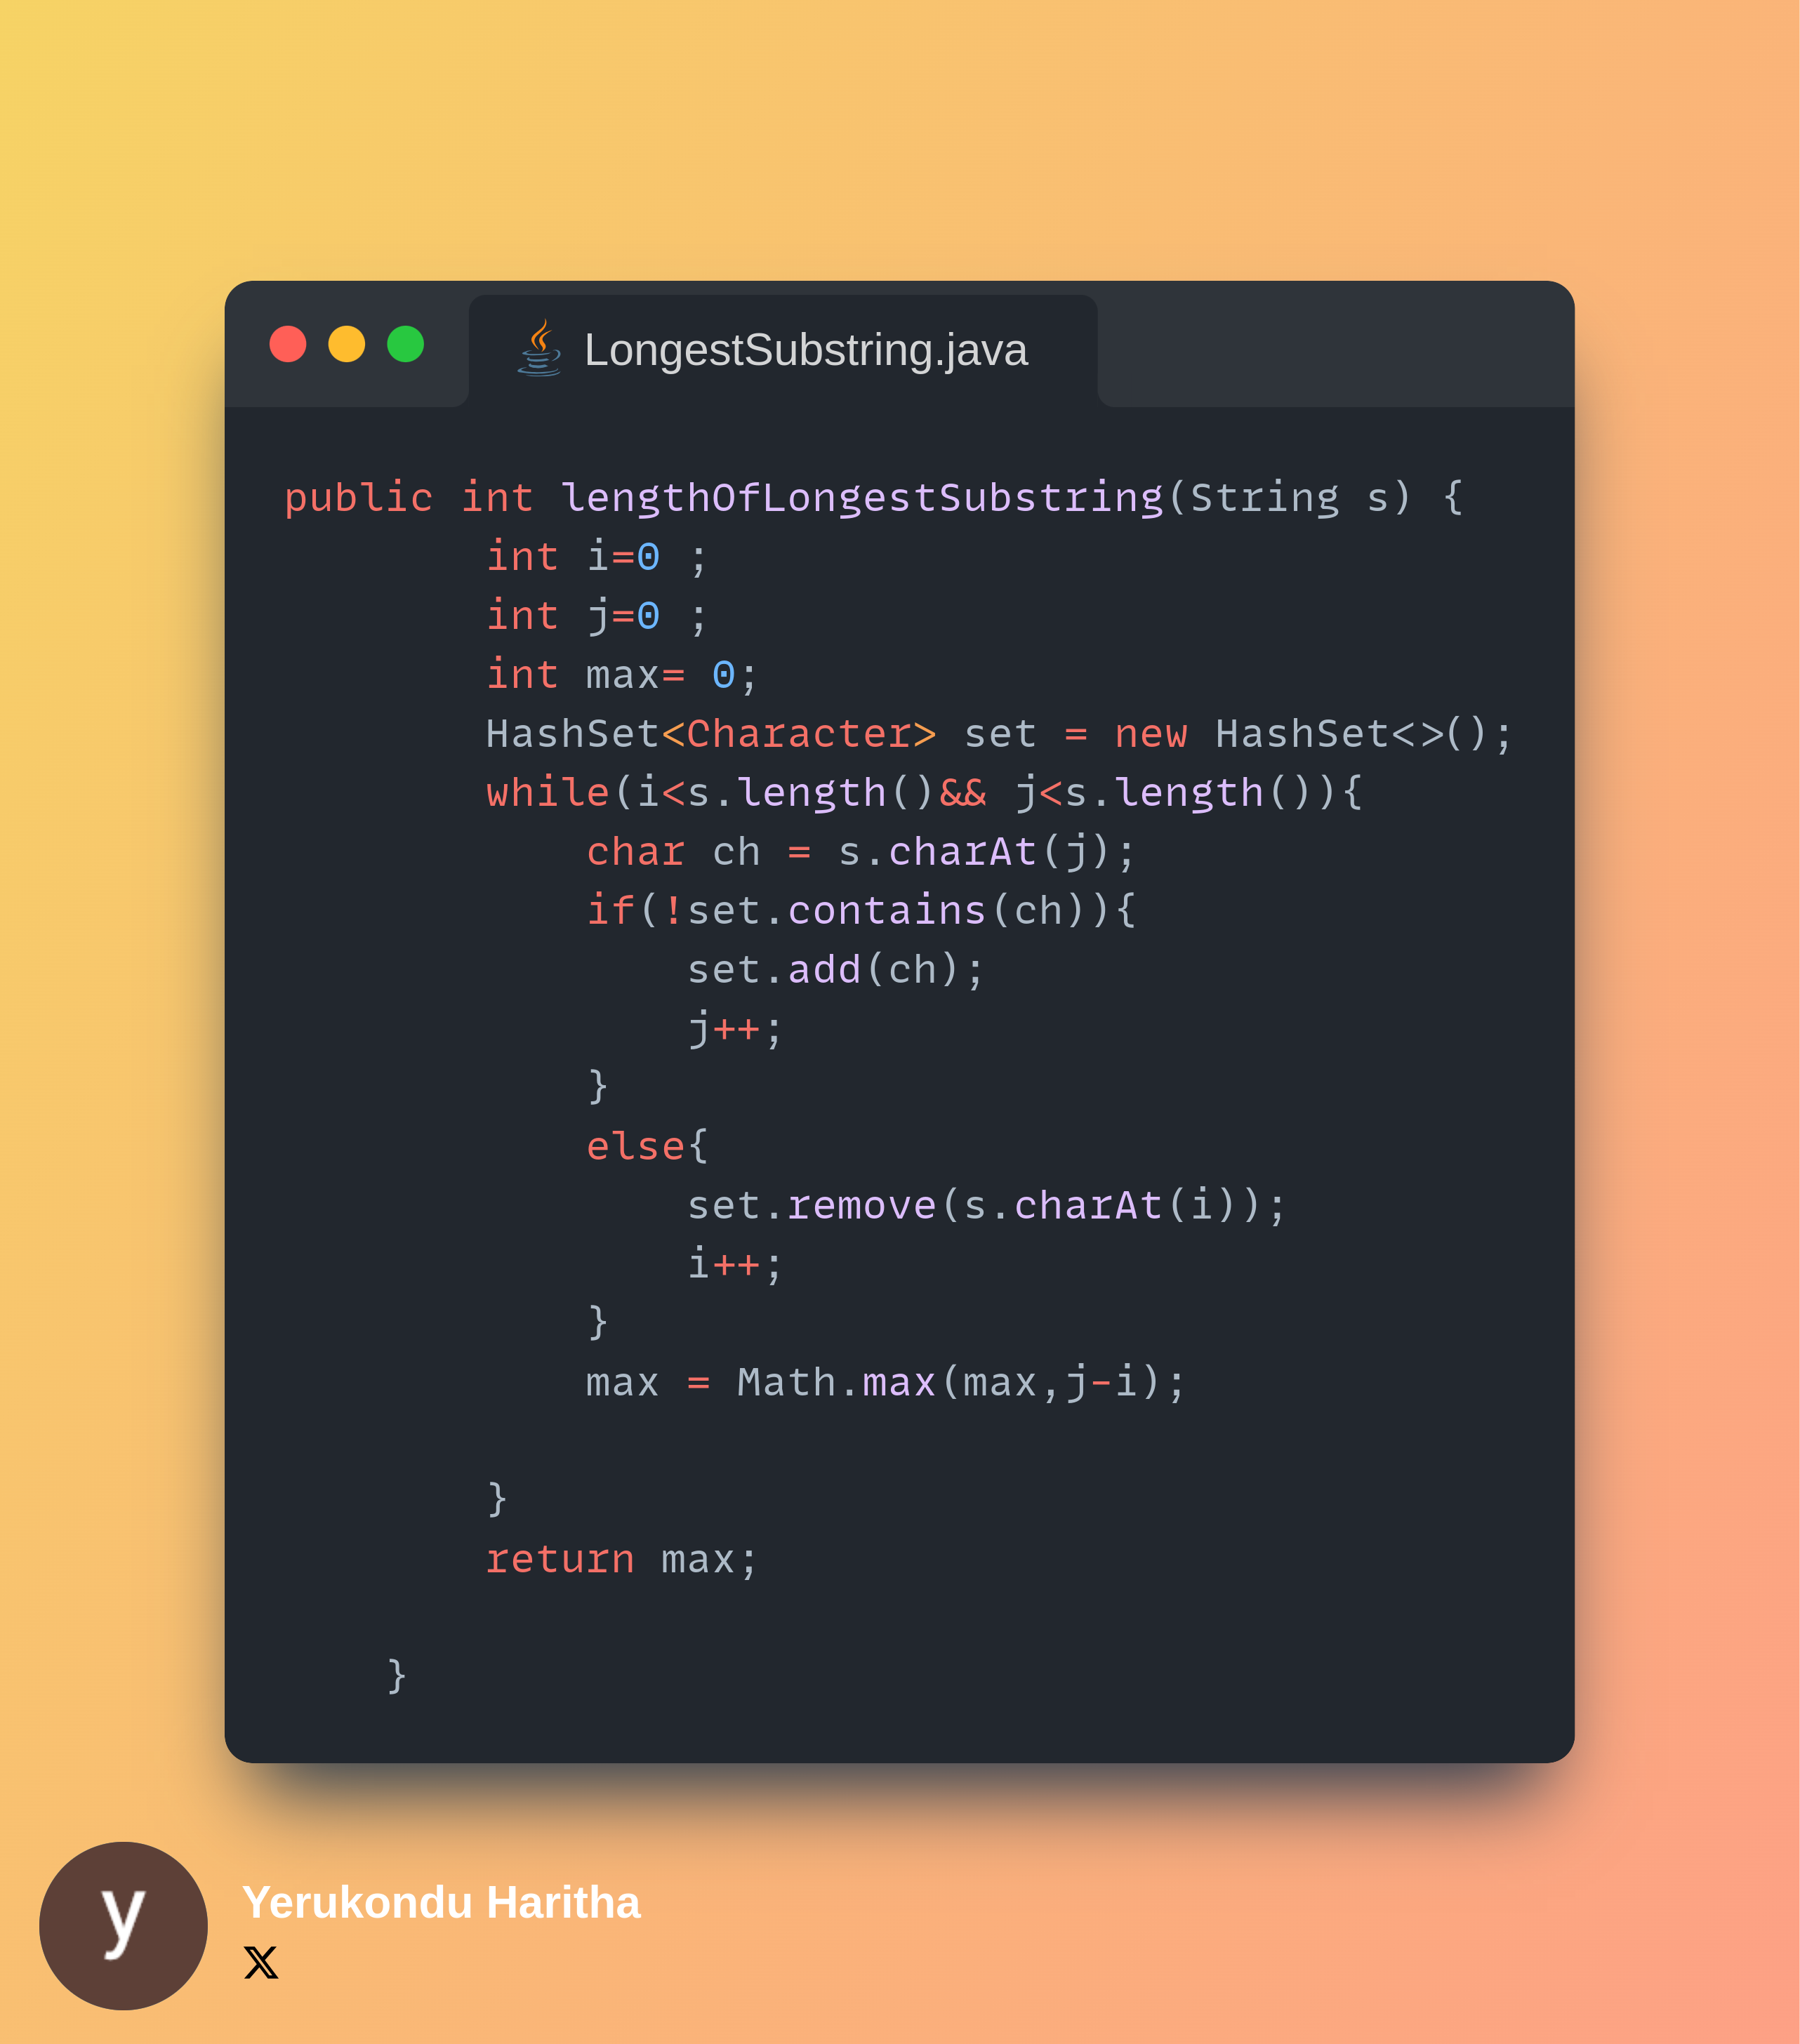 LongestSubstring.java
public int lengthOfLongestSubstring(String s) {
        int i=0 ;
        int j=0 ;
        int max= 0;
        HashSet<Character> set = new HashSet<>();
        while(i<s.length()&& j<s.length()){
            char ch = s.charAt(j);
            if(!set.contains(ch)){
                set.add(ch);
                j++;
            }
            else{
                set.remove(s.charAt(i));
                i++;
            }
            max = Math.max(max,j-i);

        }
        return max;

    }
y
Yerukondu Haritha
𝕏